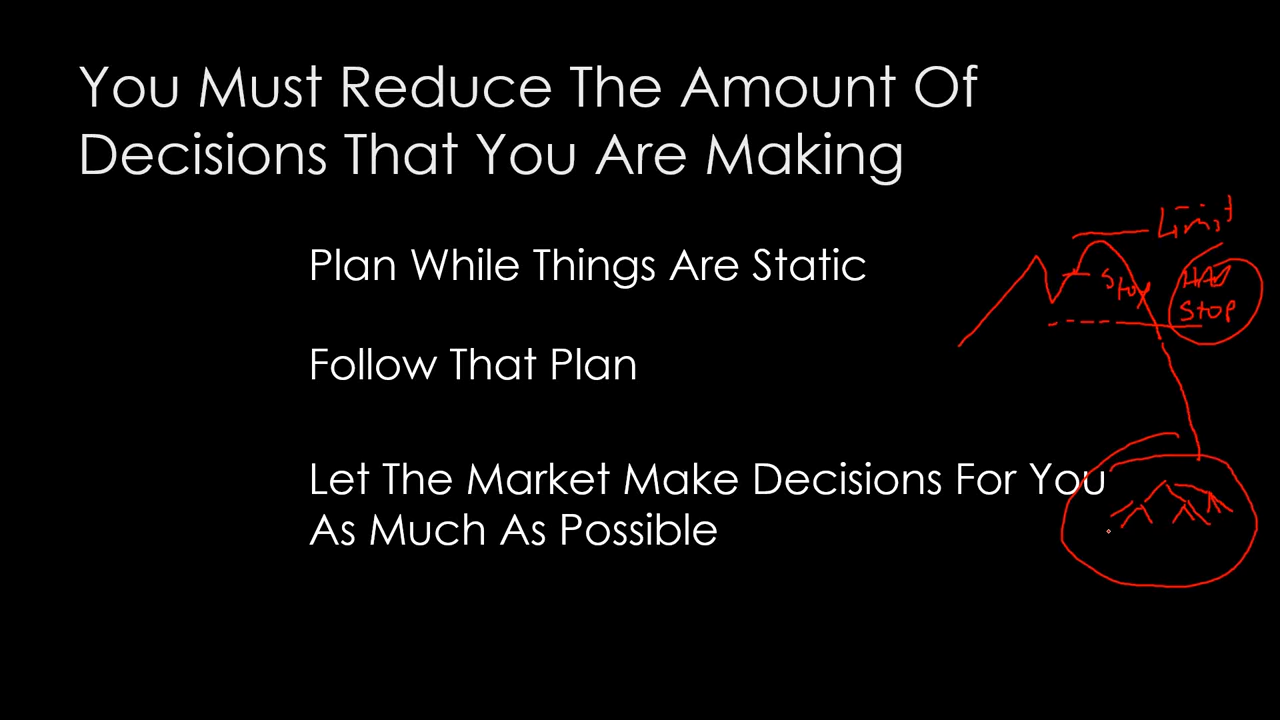 You Must Reduce The Amount Of
Decisions That You Are Making
Limit
Plan While Things Are Static
Stop
Stop
Follow That Plan
Let The Market Make Decisions For You
As Much As Possible